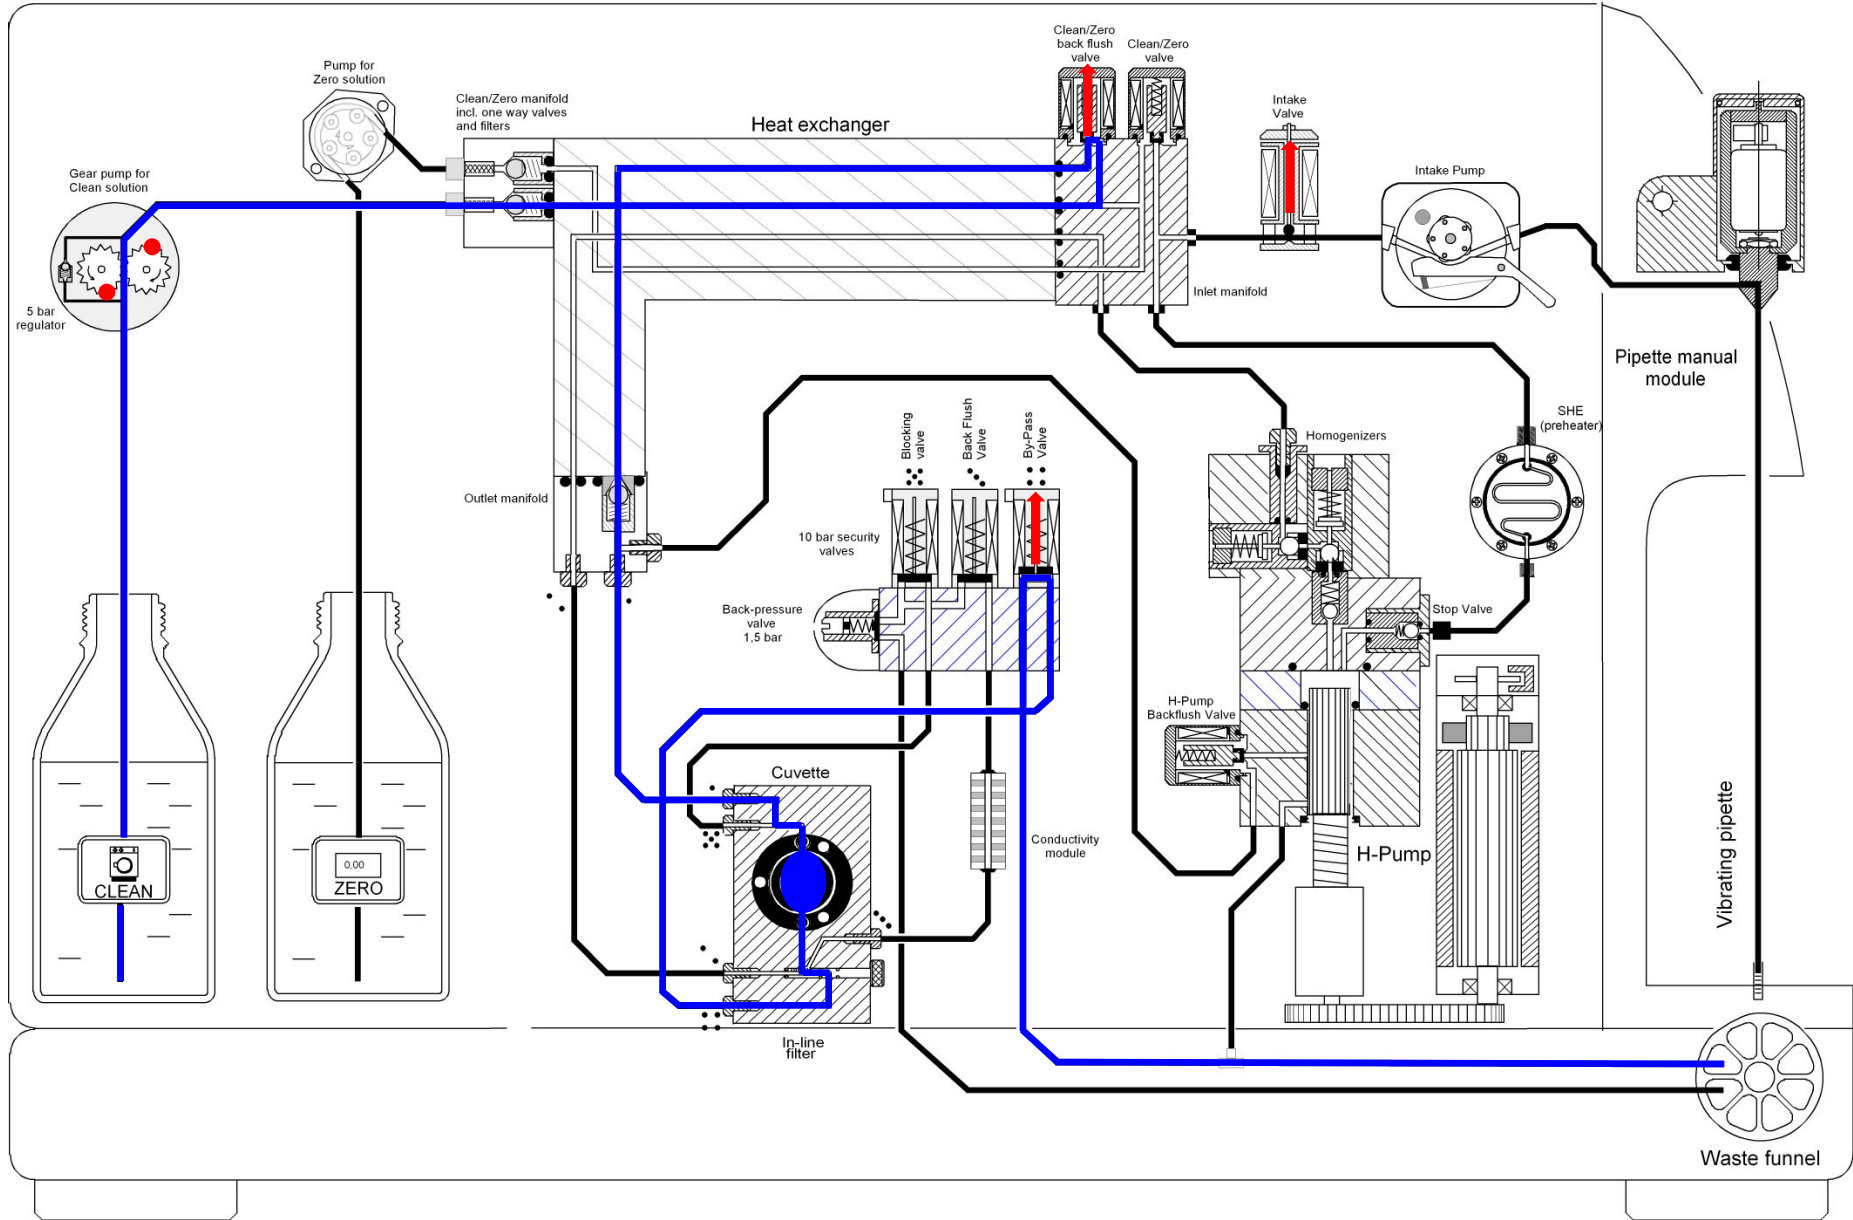 Clean/Zero
back flush
valve
Clean/Zero
valve
Pump for
Zero solution
Clean/Zero manifold
incl. one way valves
and filters
Intake
Valve
Heat exchanger
Gear pump for
Clean solution
Intake Pump
5 bar
regulator
Inlet manifold
Pipette manual
module
SHE
(preheater)
Blocking
valve
Back Flush
Valve
By-Pass
Valve
Homogenizers
Outlet manifold
10 bar security
valves
Back-pressure
valve
1,5 bar
Stop Valve
H-Pump
Backflush Valve
Cuvette
Conductivity
module
H-Pump
Vibrating pipette
CLEAN
0,00
ZERO
In-line
filter
Waste funnel